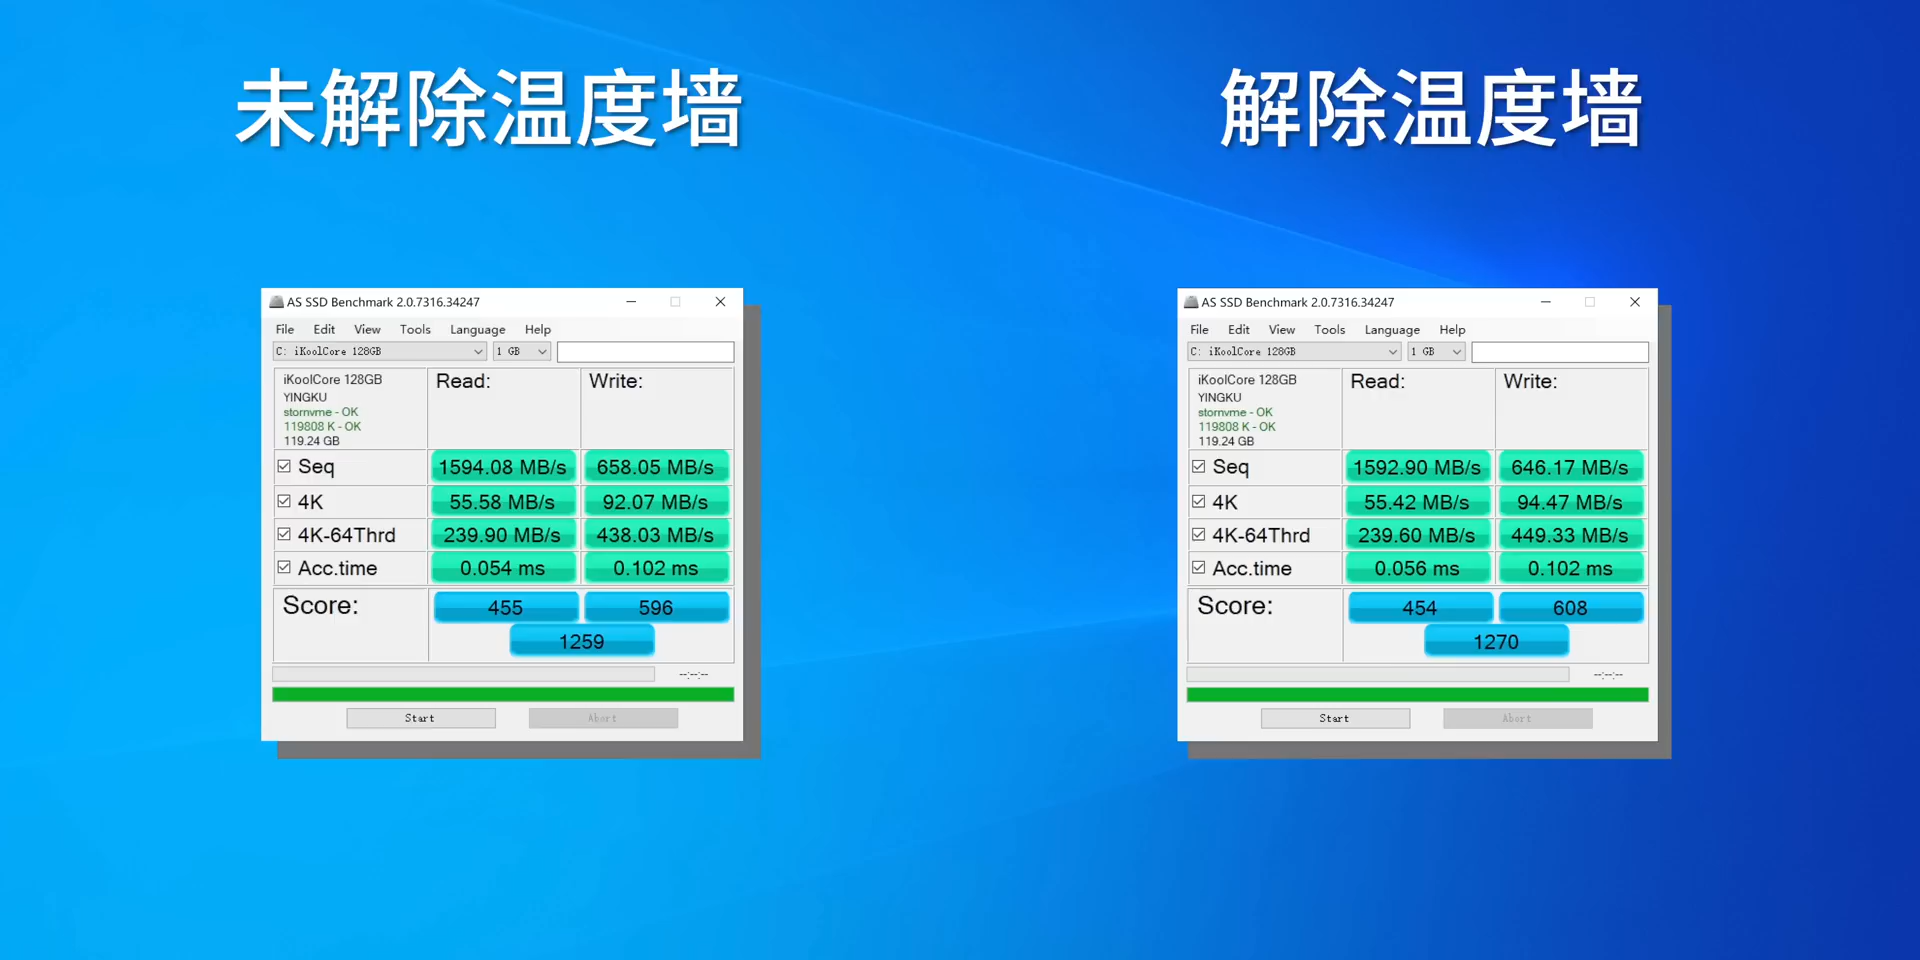 未解除温度墙
解除温度墙
AS SSD Benchmark 2.0.7316.34247
File Edit View Tools Language Help
C: iKoolCore 128GB 1 GB
iKoolCore 128GB
YINGKU
stornvme - OK
119808 K - OK
119.24 GB
Read: Write:
Seq 1594.08 MB/s 658.05 MB/s
4K 55.58 MB/s 92.07 MB/s
4K-64Thrd 239.90 MB/s 438.03 MB/s
Acc.time 0.054 ms 0.102 ms
Score: 455 596
1259
--:--:--
Start Abort
AS SSD Benchmark 2.0.7316.34247
File Edit View Tools Language Help
C: iKoolCore 128GB 1 GB
iKoolCore 128GB
YINGKU
stornvme - OK
119808 K - OK
119.24 GB
Read: Write:
Seq 1592.90 MB/s 646.17 MB/s
4K 55.42 MB/s 94.47 MB/s
4K-64Thrd 239.60 MB/s 449.33 MB/s
Acc.time 0.056 ms 0.102 ms
Score: 454 608
1270
--:--:--
Start Abort